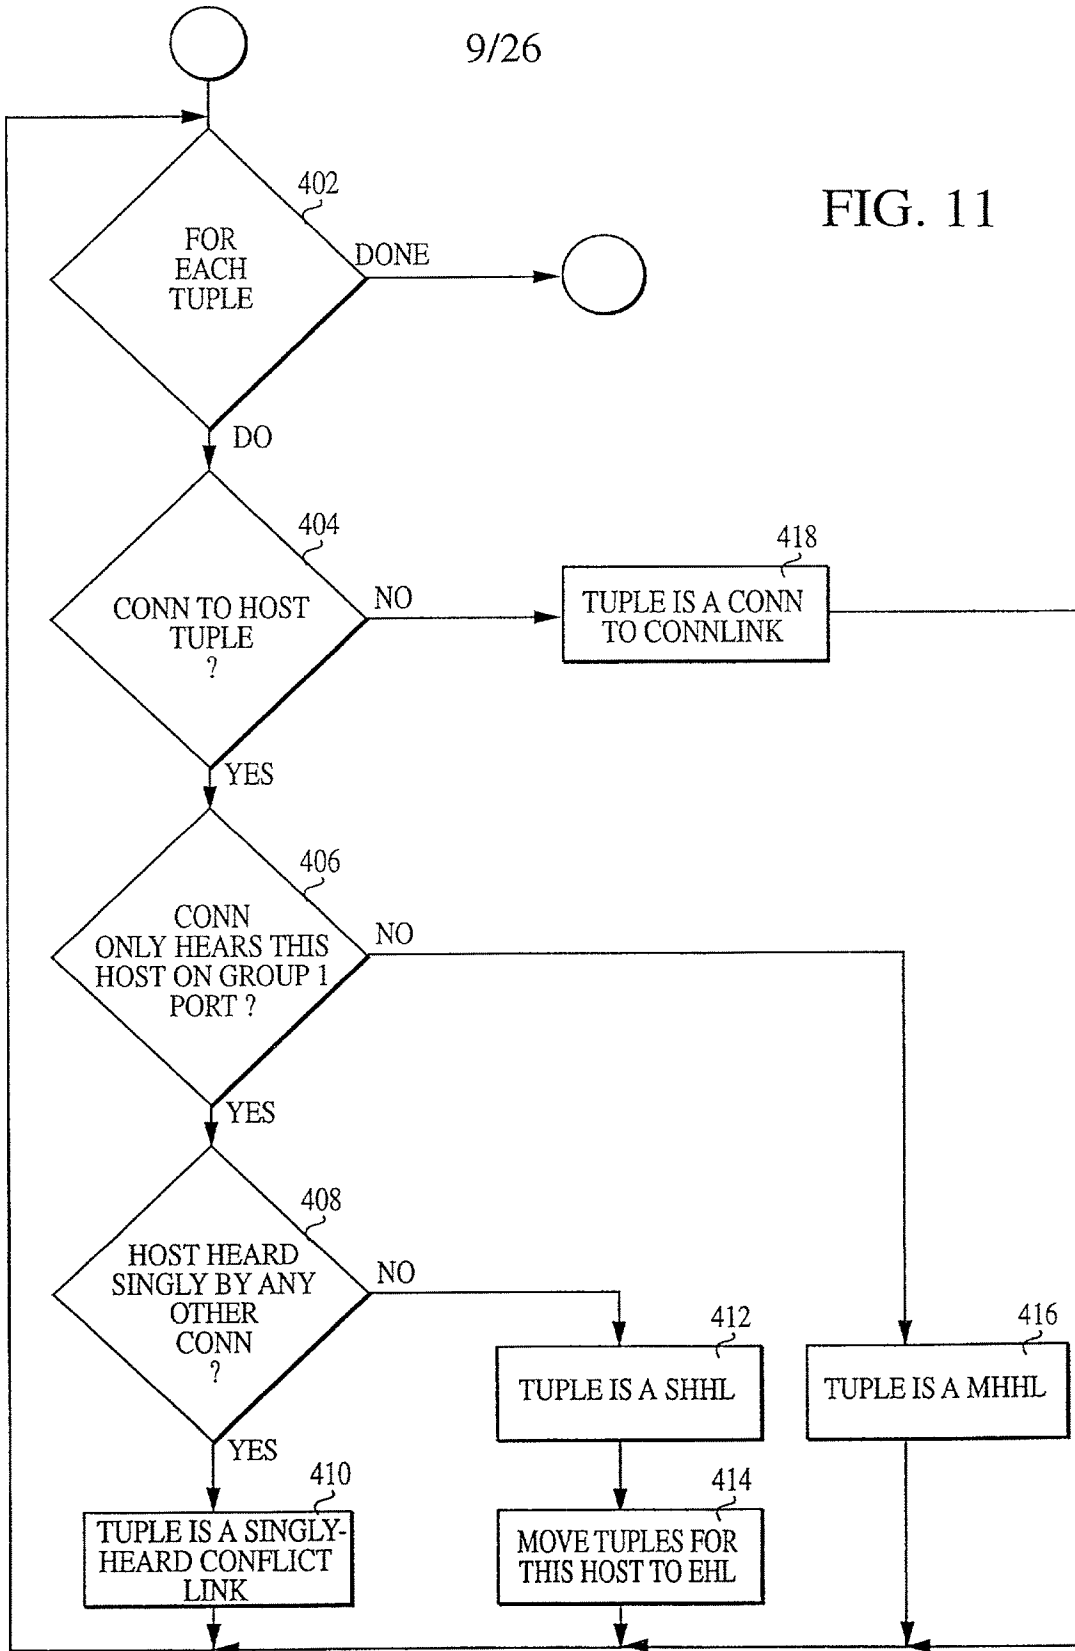 9/26
FIG. 11
402
FOR
EACH
TUPLE
DONE
DO
404
CONN TO HOST
TUPLE
?
NO
418
TUPLE IS A CONN
TO CONNLINK
YES
406
CONN
ONLY HEARS THIS
HOST ON GROUP 1
PORT ?
NO
YES
408
HOST HEARD
SINGLY BY ANY
OTHER
CONN
?
NO
412
TUPLE IS A SHHL
416
TUPLE IS A MHHL
YES
410
TUPLE IS A SINGLY-
HEARD CONFLICT
LINK
414
MOVE TUPLES FOR
THIS HOST TO EHL